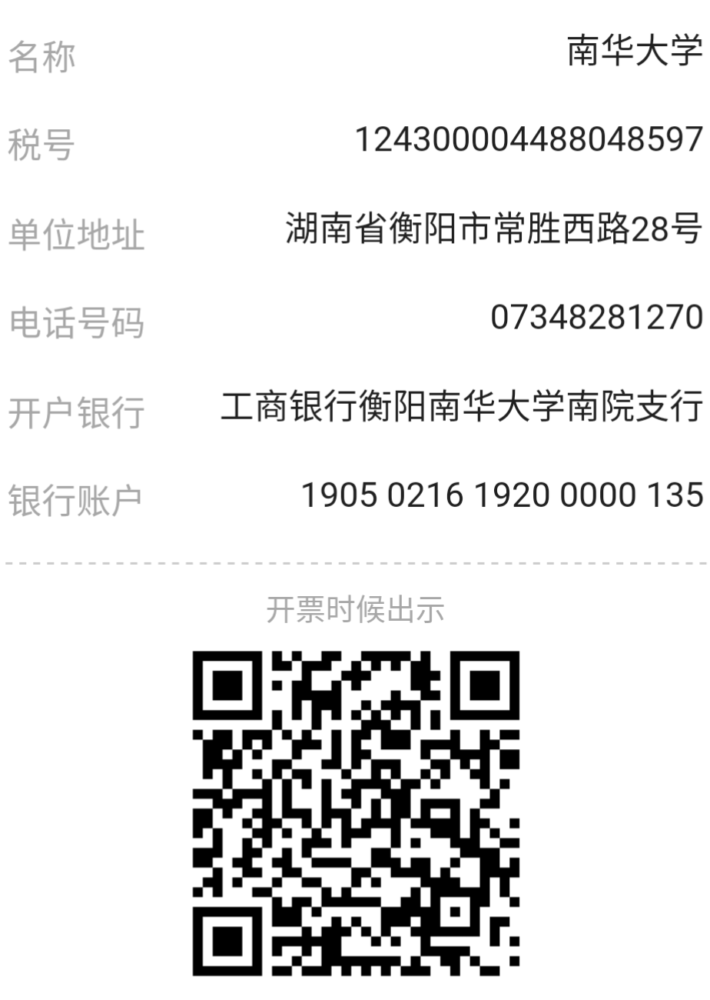 名称 南华大学
税号 124300004488048597
单位地址 湖南省衡阳市常胜西路28号
电话号码 07348281270
开户银行 工商银行衡阳南华大学南院支行
银行账户 1905 0216 1920 0000 135
开票时候出示